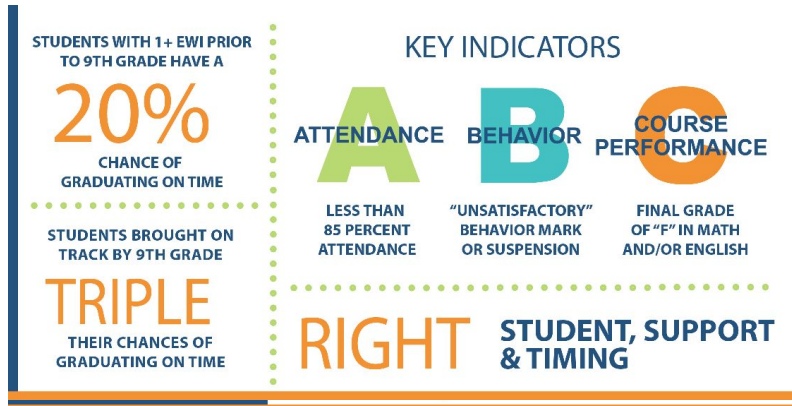 STUDENTS WITH 1+ EWI PRIOR
TO 9TH GRADE HAVE A
20%
CHANCE OF
GRADUATING ON TIME
STUDENTS BROUGHT ON
TRACK BY 9TH GRADE
TRIPLE
THEIR CHANCES OF
GRADUATING ON TIME
KEY INDICATORS
A
ATTENDANCE
LESS THAN
85 PERCENT
ATTENDANCE
B
BEHAVIOR
"UNSATISFACTORY"
BEHAVIOR MARK
OR SUSPENSION
C
COURSE
PERFORMANCE
FINAL GRADE
OF "F" IN MATH
AND/OR ENGLISH
RIGHT
STUDENT, SUPPORT
& TIMING